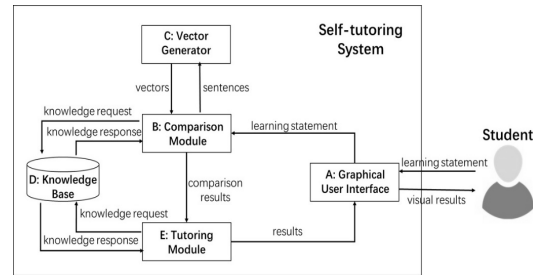 Self-tutoring
System
C: Vector
Generator
vectors
sentences
knowledge request
learning statement
knowledge response
B: Comparison
Module
Student
learning statement
A: Graphical
User Interface
D: Knowledge
Base
comparison
results
visual results
knowledge request
knowledge response
E: Tutoring
Module
results